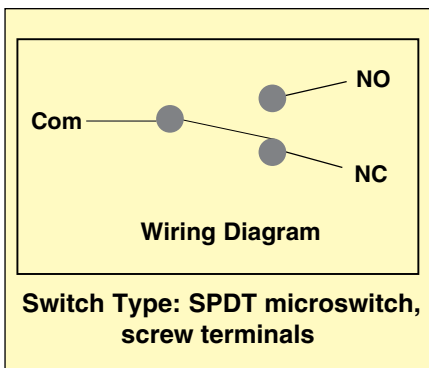 NO
Com
NC
Wiring Diagram
Switch Type: SPDT microswitch,
screw terminals